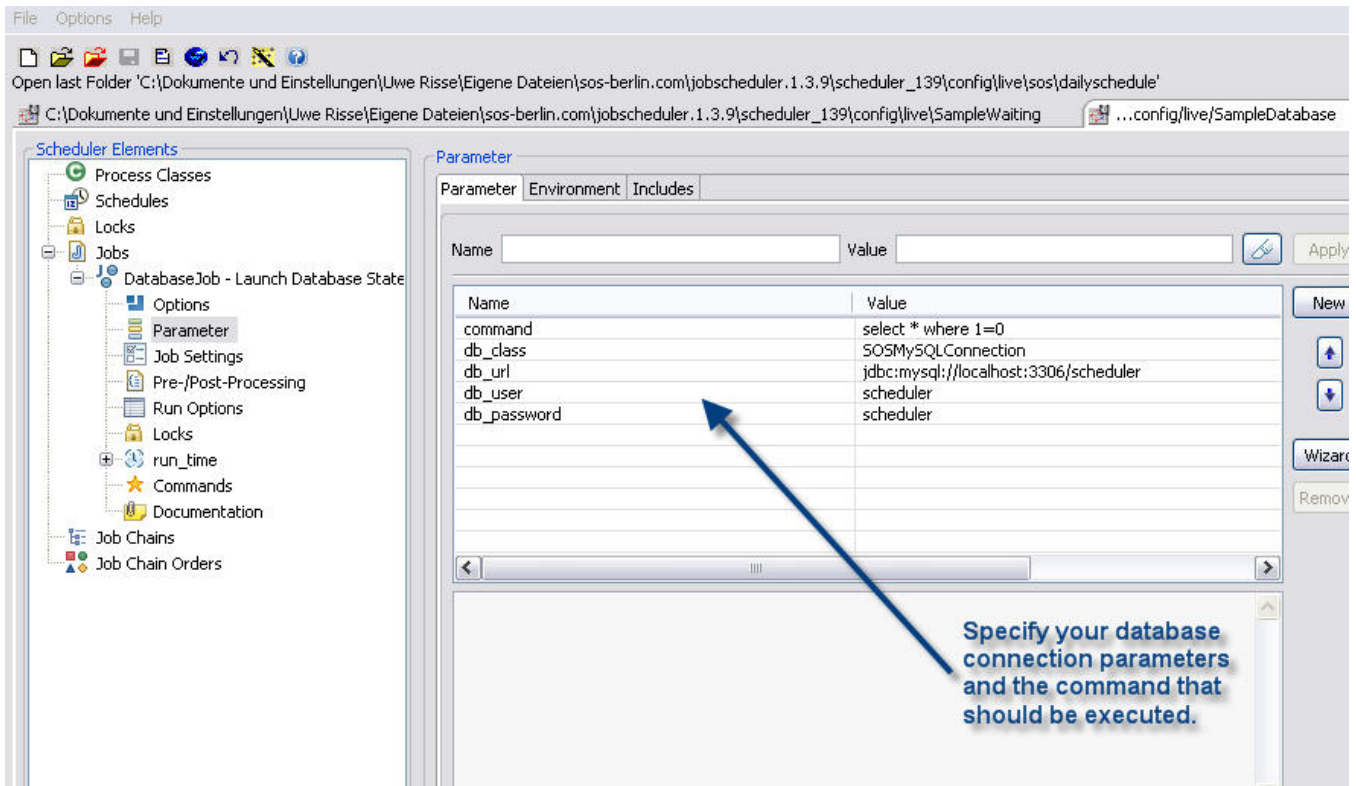 File Options Help
Open last Folder 'C:\Dokumente und Einstellungen\Uwe Risse\Eigene Dateien\sos-berlin.com\jobscheduler.1.3.9\scheduler_139\config\live\sos\dailyschedule'
C:\Dokumente und Einstellungen\Uwe Risse\Eigene Dateien\sos-berlin.com\jobscheduler.1.3.9\scheduler_139\config\live\SampleWaiting ...config/live/SampleDatabase
Scheduler Elements
Process Classes
Schedules
Locks
Jobs
DatabaseJob - Launch Database State
Options
Parameter
Job Settings
Pre-/Post-Processing
Run Options
Locks
run_time
Commands
Documentation
Job Chains
Job Chain Orders
Parameter
Parameter Environment Includes
Name Value Apply
Name Value New
command select * where 1=0
db_class SOSMySQLConnection
db_url jdbc:mysql://localhost:3306/scheduler
db_user scheduler
db_password scheduler
Wizard
Remov
Specify your database
connection parameters
and the command that
should be executed.